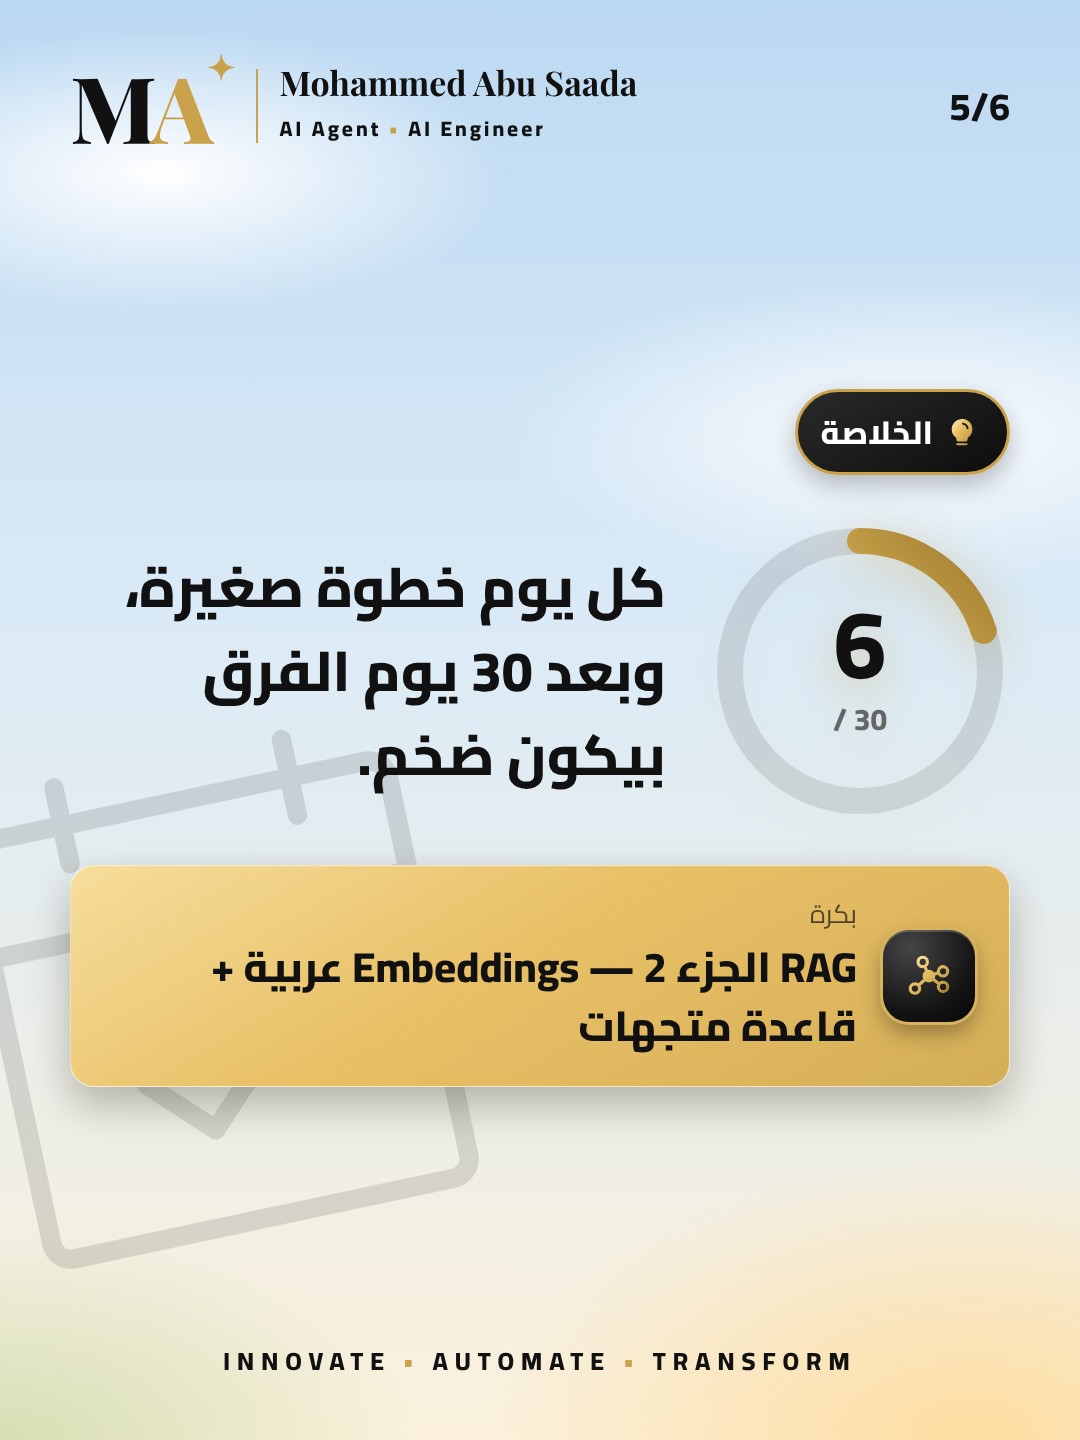 MA
Mohammed Abu Saada
AI Agent ▪ AI Engineer
5/6
الخلاصة
6
/ 30
كل يوم خطوة صغيرة،
وبعد 30 يوم الفرق
بيكون ضخم.
بكرة
RAG الجزء 2 — Embeddings عربية +
قاعدة متجهات
INNOVATE ▪ AUTOMATE ▪ TRANSFORM